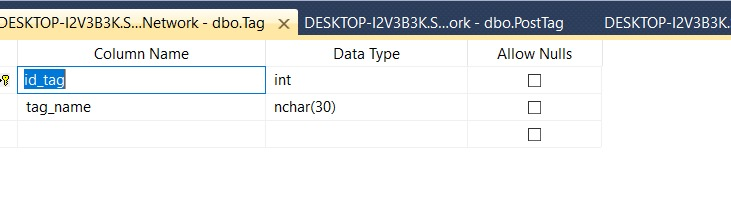 DESKTOP-I2V3B3K.S...Network - dbo.Tag DESKTOP-I2V3B3K.S...ork - dbo.PostTag DESKTOP-I2V3B3K.
Column Name Data Type Allow Nulls
id_tag int
tag_name nchar(30)